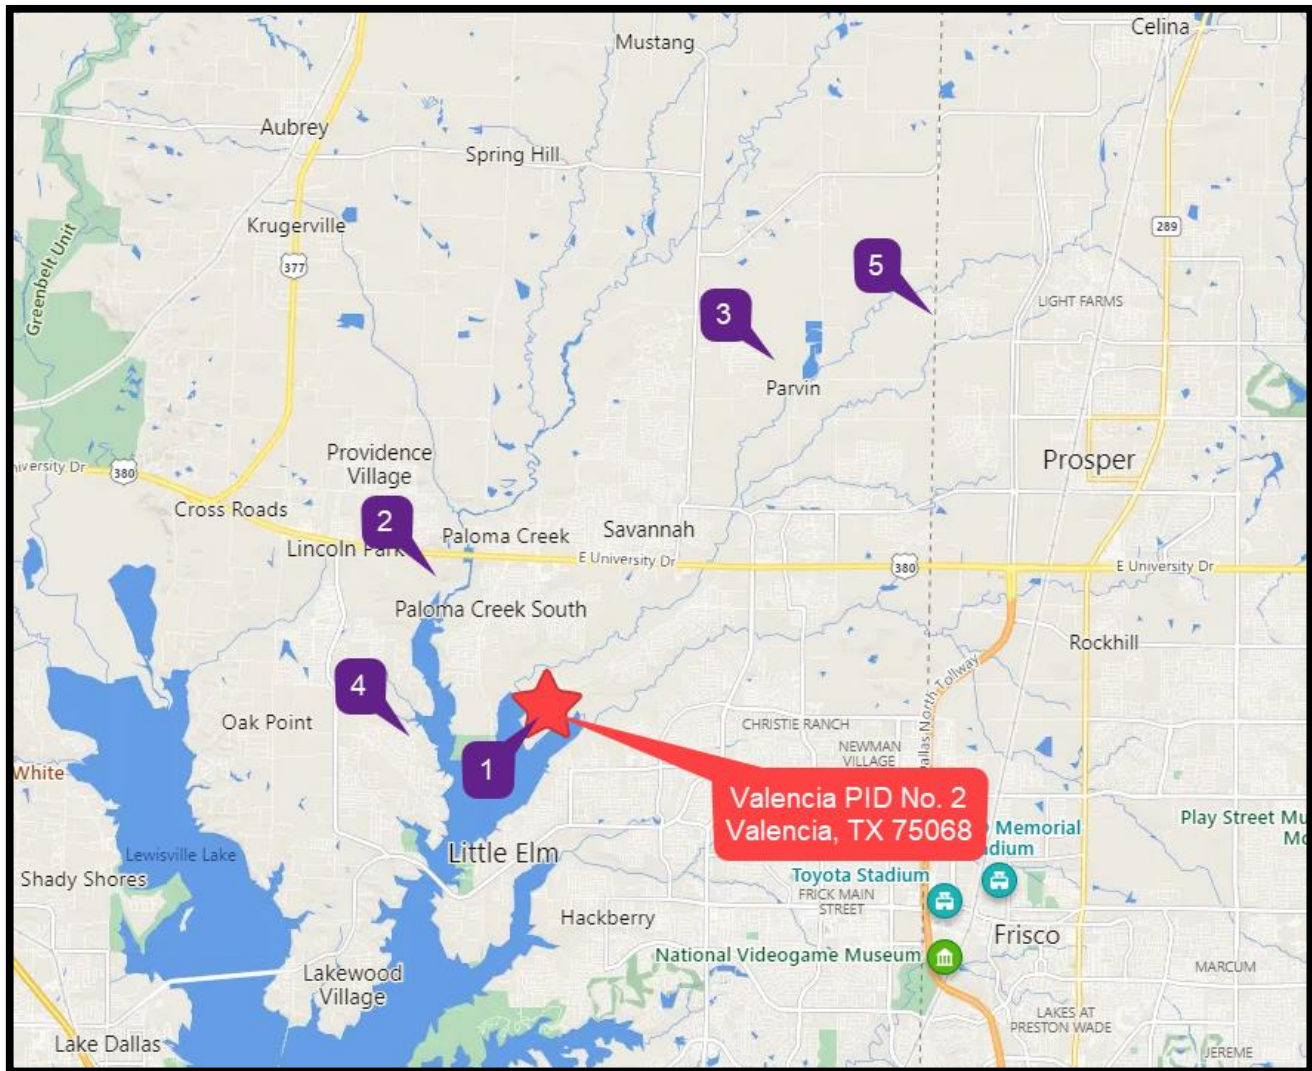 Celina
Mustang
Aubrey
Spring Hill
Krugerville
Greenbelt Unit
377
289
5
LIGHT FARMS
3
Parvin
Providence
Village
Prosper
iversity Dr
380
Cross Roads
2
Lincoln Park
Paloma Creek
Savannah
E University Dr
380
E University Dr
Paloma Creek South
Rockhill
4
Oak Point
allas North Tollway
CHRISTIE RANCH
NEWMAN
VILLAGE
1
White
Valencia PID No. 2
Valencia, TX 75068
Memorial
dium
Play Street Mu
Mc
Lewisville Lake
Little Elm
Shady Shores
Toyota Stadium
FRICK MAIN
STREET
Hackberry
Frisco
National Videogame Museum
MARCUM
Lakewood
Village
LAKES AT
PRESTON WADE
Lake Dallas
JEREME